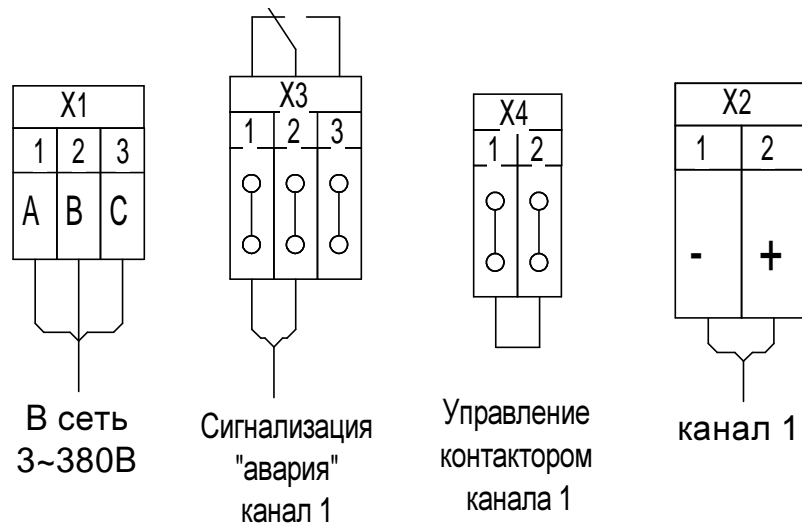 X1
1 2 3
A B C
В сеть
3~380В
X3
1 2 3
Сигнализация
"авария"
канал 1
X4
1 2
Управление
контактором
канала 1
X2
1 2
- +
канал 1